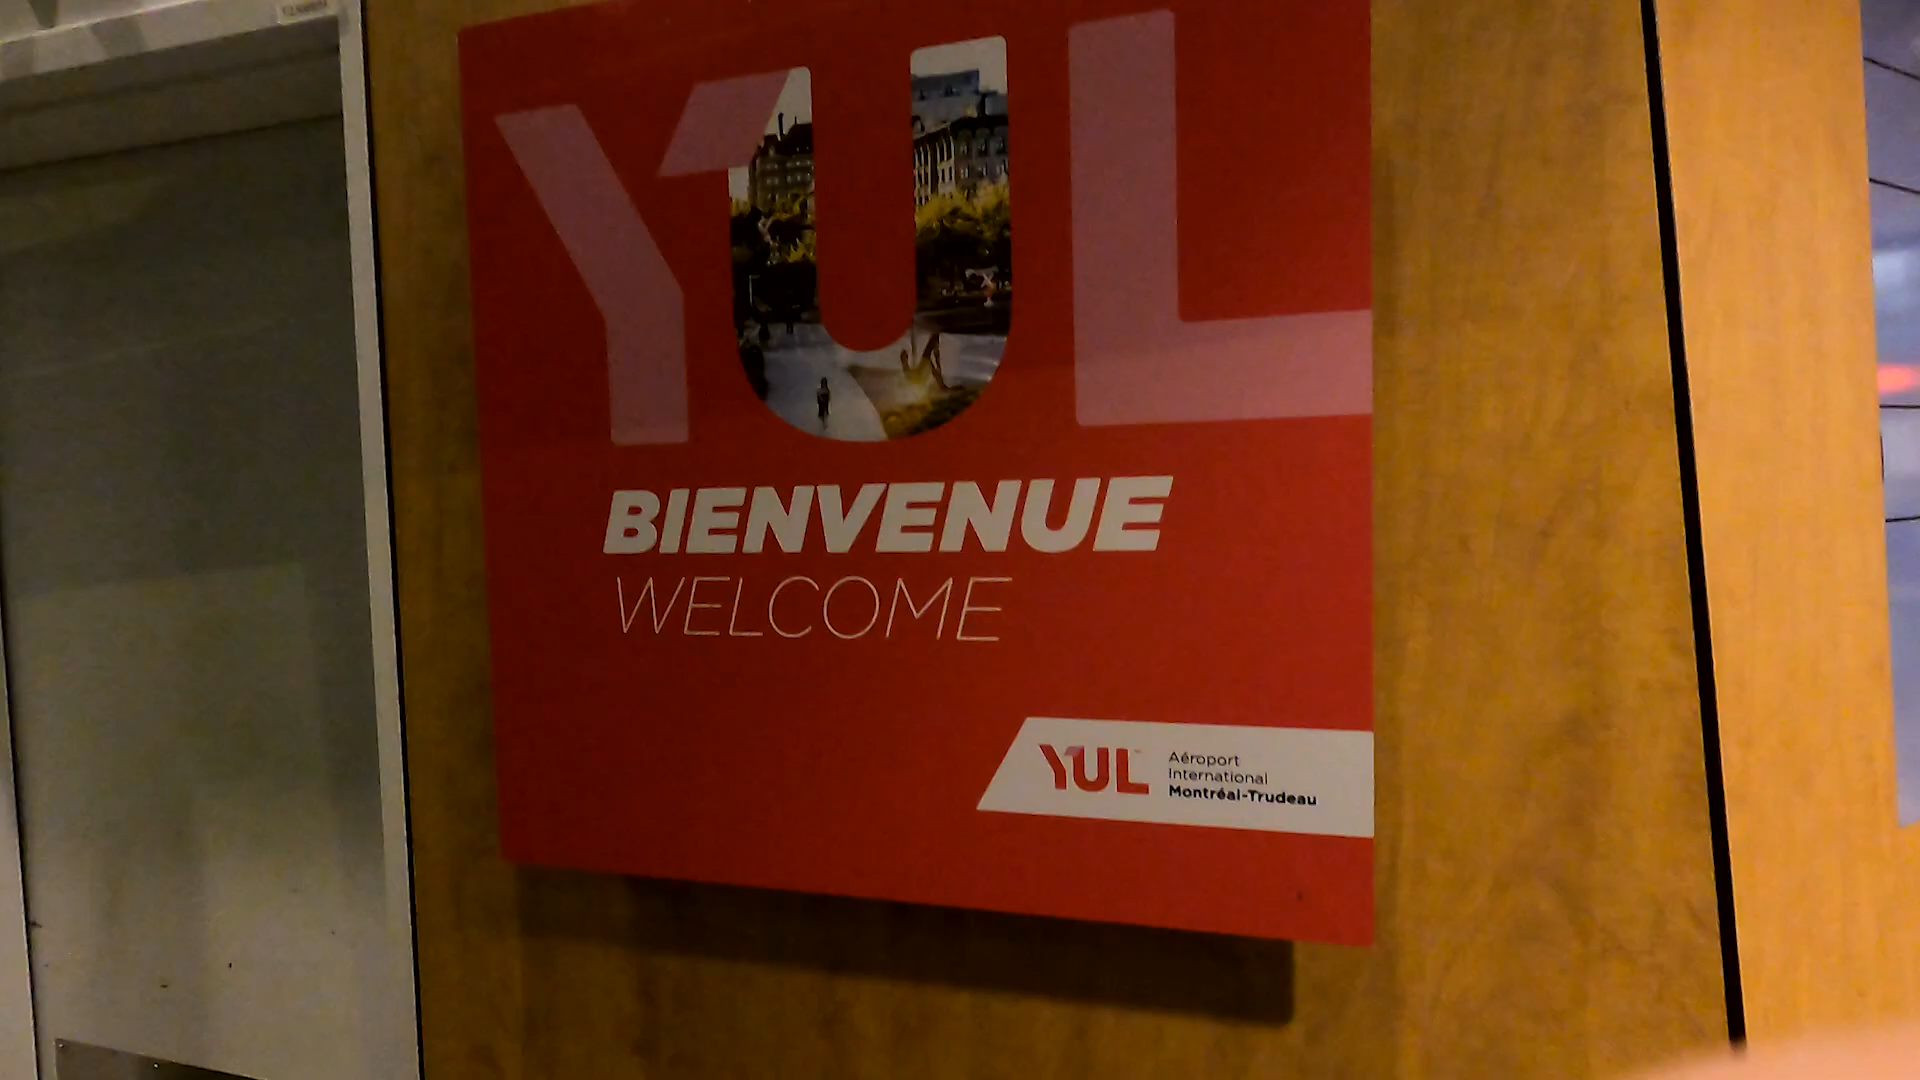 YUL
BIENVENUE
WELCOME
YUL
Aéroport
International
Montréal-Trudeau